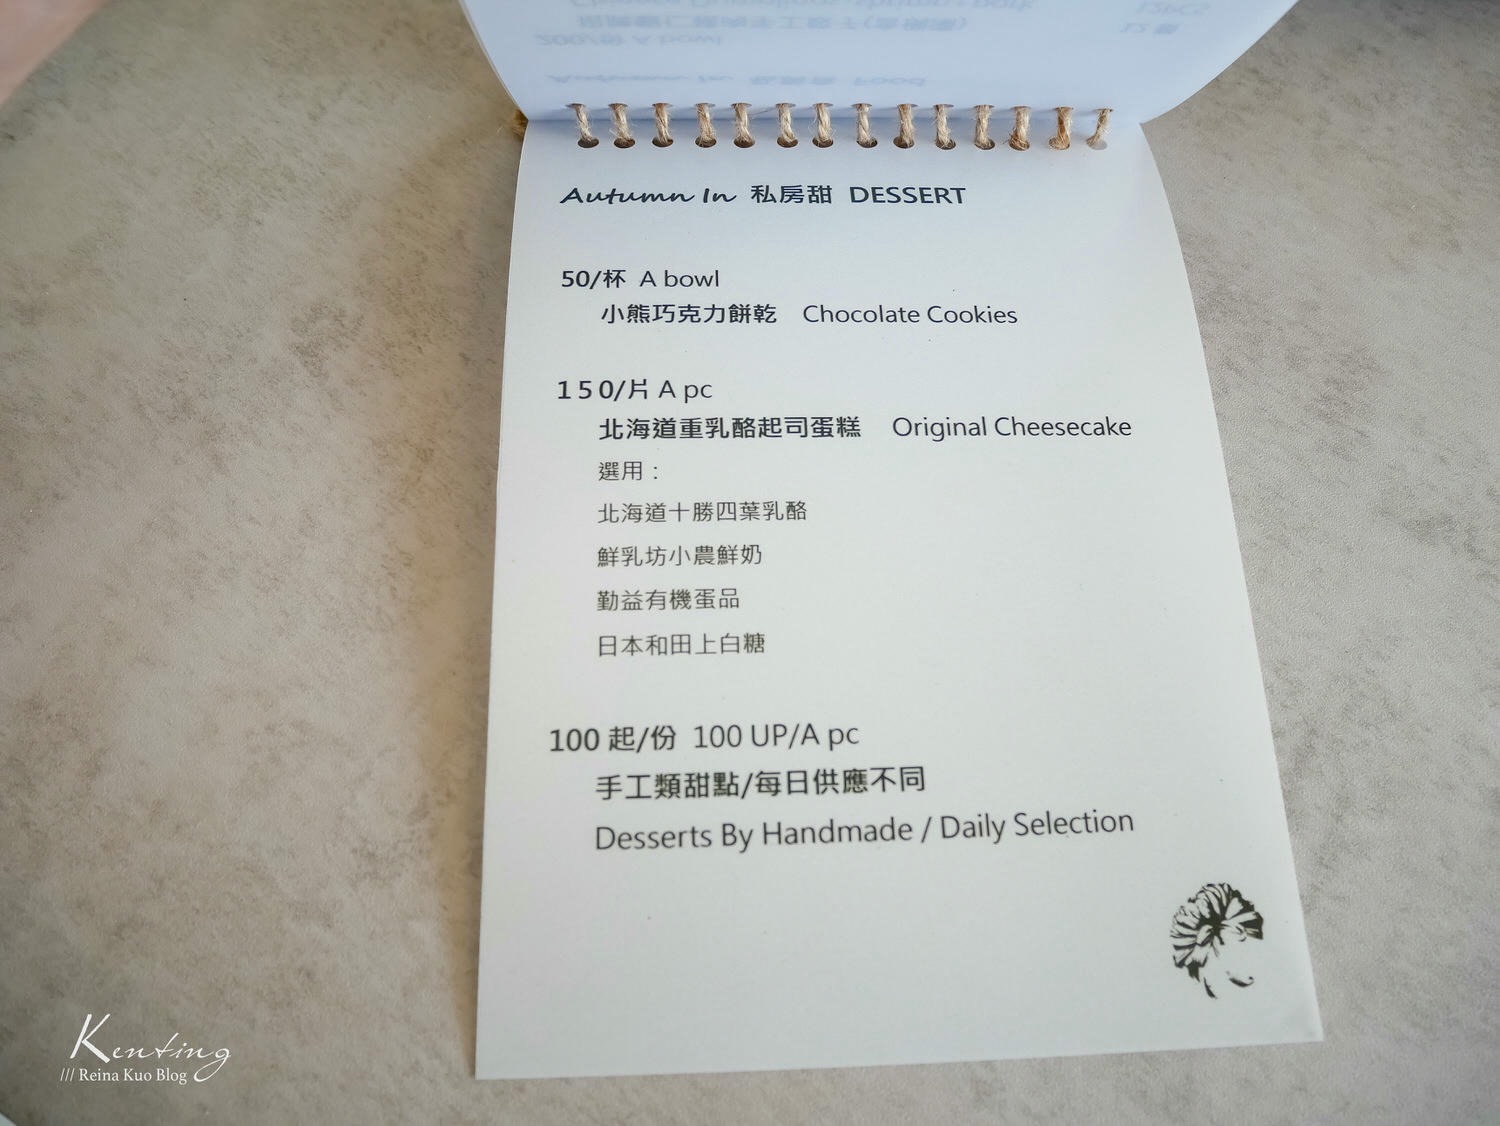 200/份 A bowl
12PCS
Autumn In 私房甜 DESSERT
50/杯 A bowl
小熊巧克力餅乾 Chocolate Cookies
150/片 A pc
北海道重乳酪起司蛋糕 Original Cheesecake
選用：
北海道十勝四葉乳酪
鮮乳坊小農鮮奶
勤益有機蛋品
日本和田上白糖
100 起/份 100 UP/A pc
手工類甜點/每日供應不同
Desserts By Handmade / Daily Selection
Kenting
/// Reina Kuo Blog